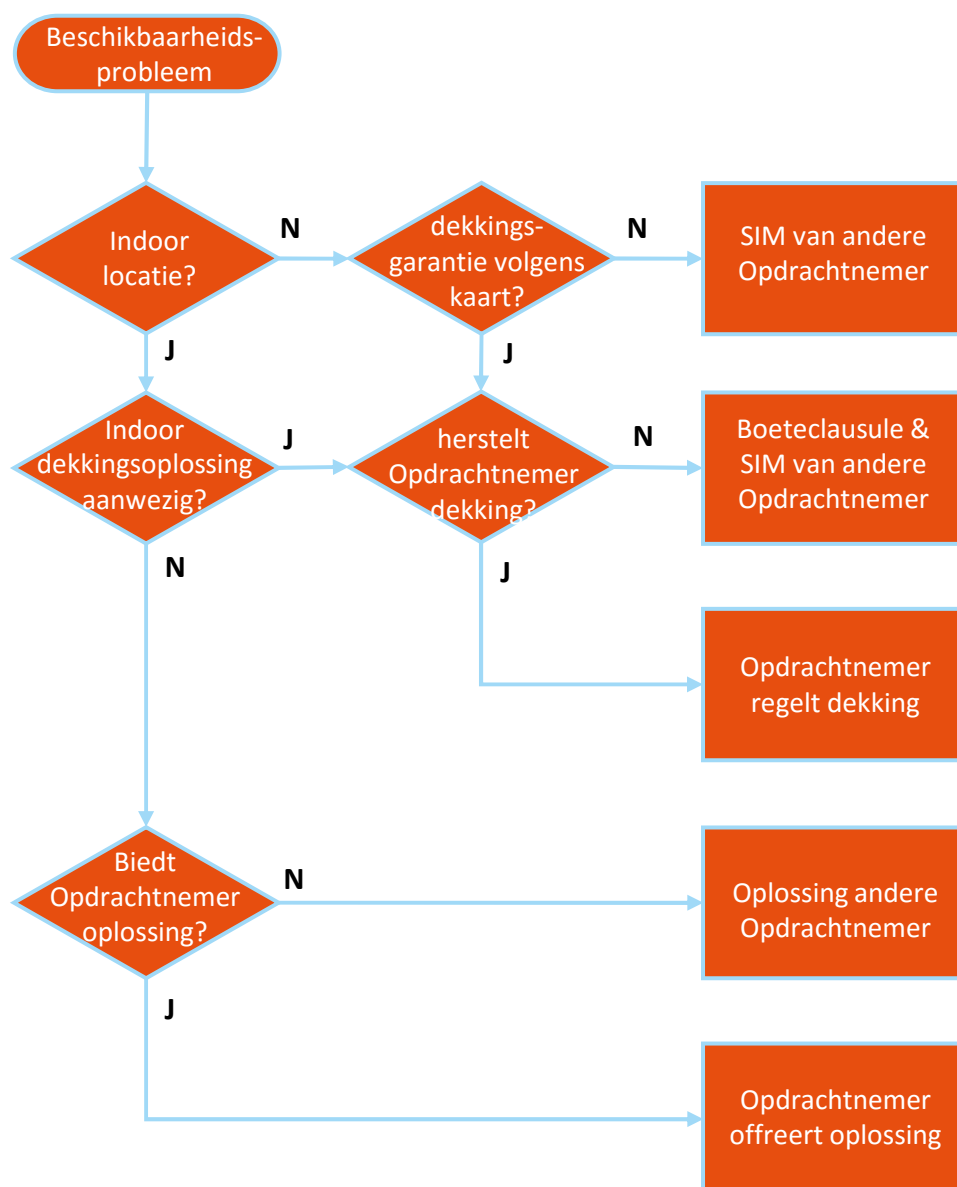 Beschikbaarheids-
probleem
Indoor
locatie?
N
dekkings-
garantie volgens
kaart?
N
SIM van andere
Opdrachtnemer
J
J
Indoor
dekkingsoplossing
aanwezig?
J
herstelt
Opdrachtnemer
dekking?
N
Boeteclausule &
SIM van andere
Opdrachtnemer
N
J
Opdrachtnemer
regelt dekking
Biedt
Opdrachtnemer
oplossing?
N
Oplossing andere
Opdrachtnemer
J
Opdrachtnemer
offreert oplossing